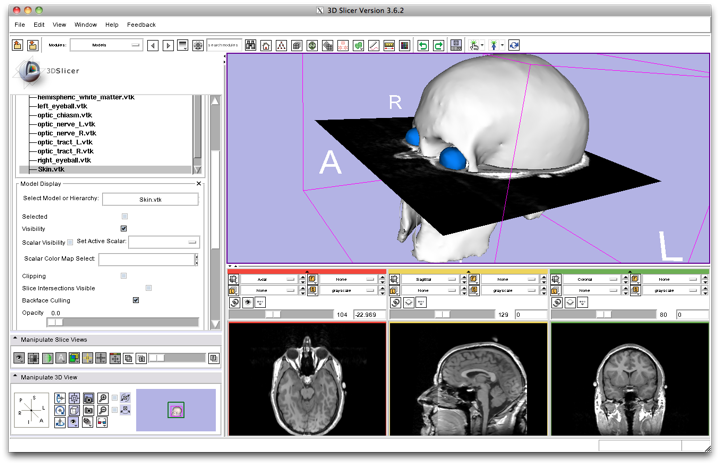 3D Slicer Version 3.6.2
File Edit View Window Help Feedback
Modules: Models
Search modules
3DSlicer
hemispheric_white_matter.vtk
left_eyeball.vtk
optic_chiasm.vtk
optic_nerve_L.vtk
optic_nerve_R.vtk
optic_tract_L.vtk
optic_tract_R.vtk
right_eyeball.vtk
Skin.vtk
Model Display
Select Model or Hierarchy: Skin.vtk
Selected
Visibility
Scalar Visibility Set Active Scalar:
Scalar Color Map Select:
Clipping
Slice Intersections Visible
Backface Culling
Opacity 0.0
Manipulate Slice Views
Manipulate 3D View
P S
R L
I A
R
A
L
Axial None
None grayscale
104 -22.969
Sagittal None
None grayscale
129 0
Coronal None
None grayscale
80 0